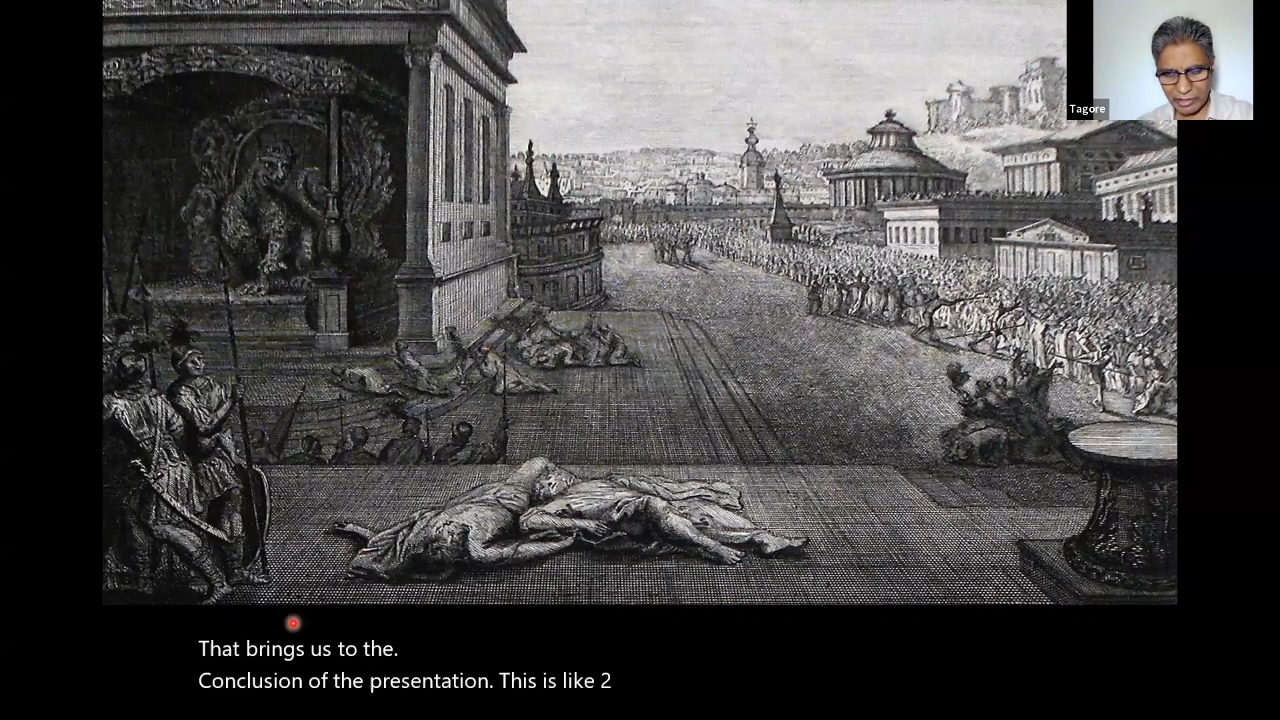 Tagore
That brings us to the.
Conclusion of the presentation. This is like 2